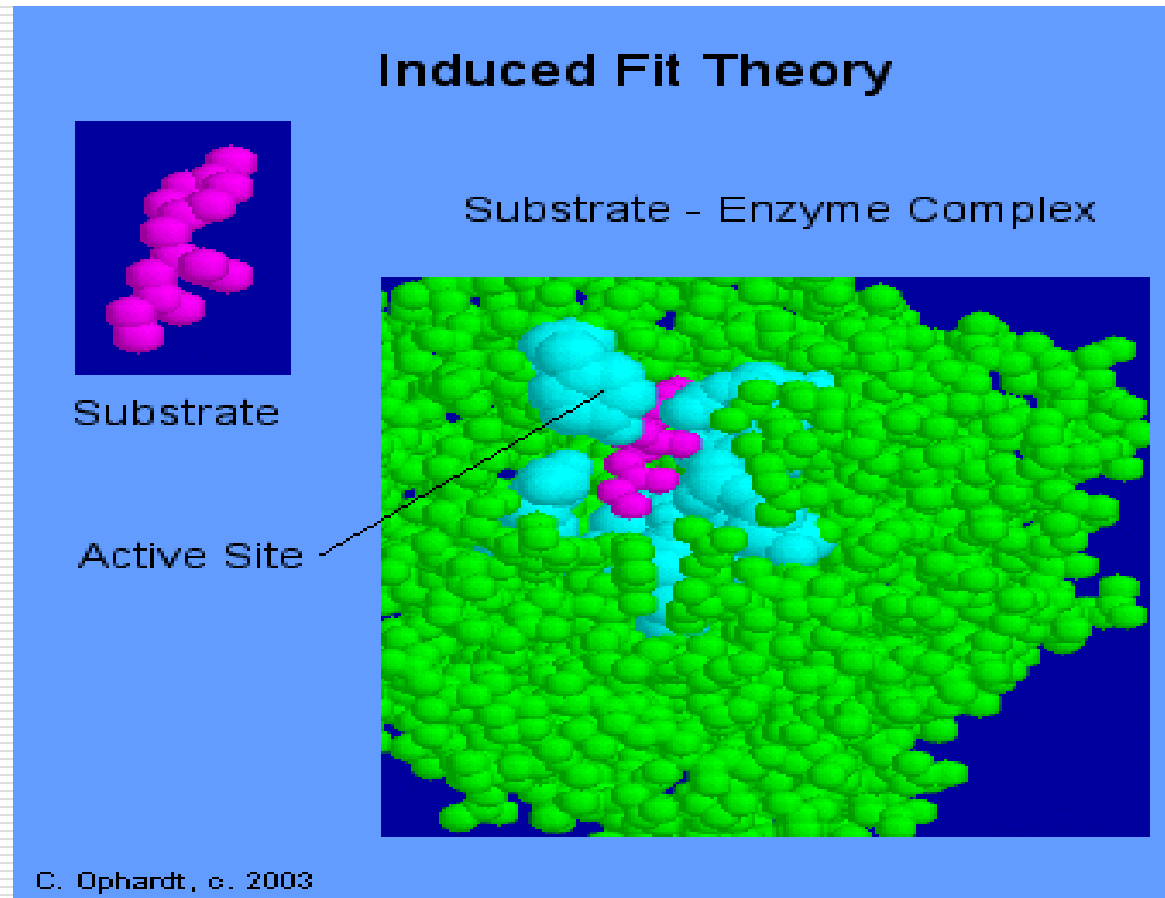 Induced Fit Theory
Substrate - Enzyme Complex
Substrate
Active Site
C. Ophardt, c. 2003